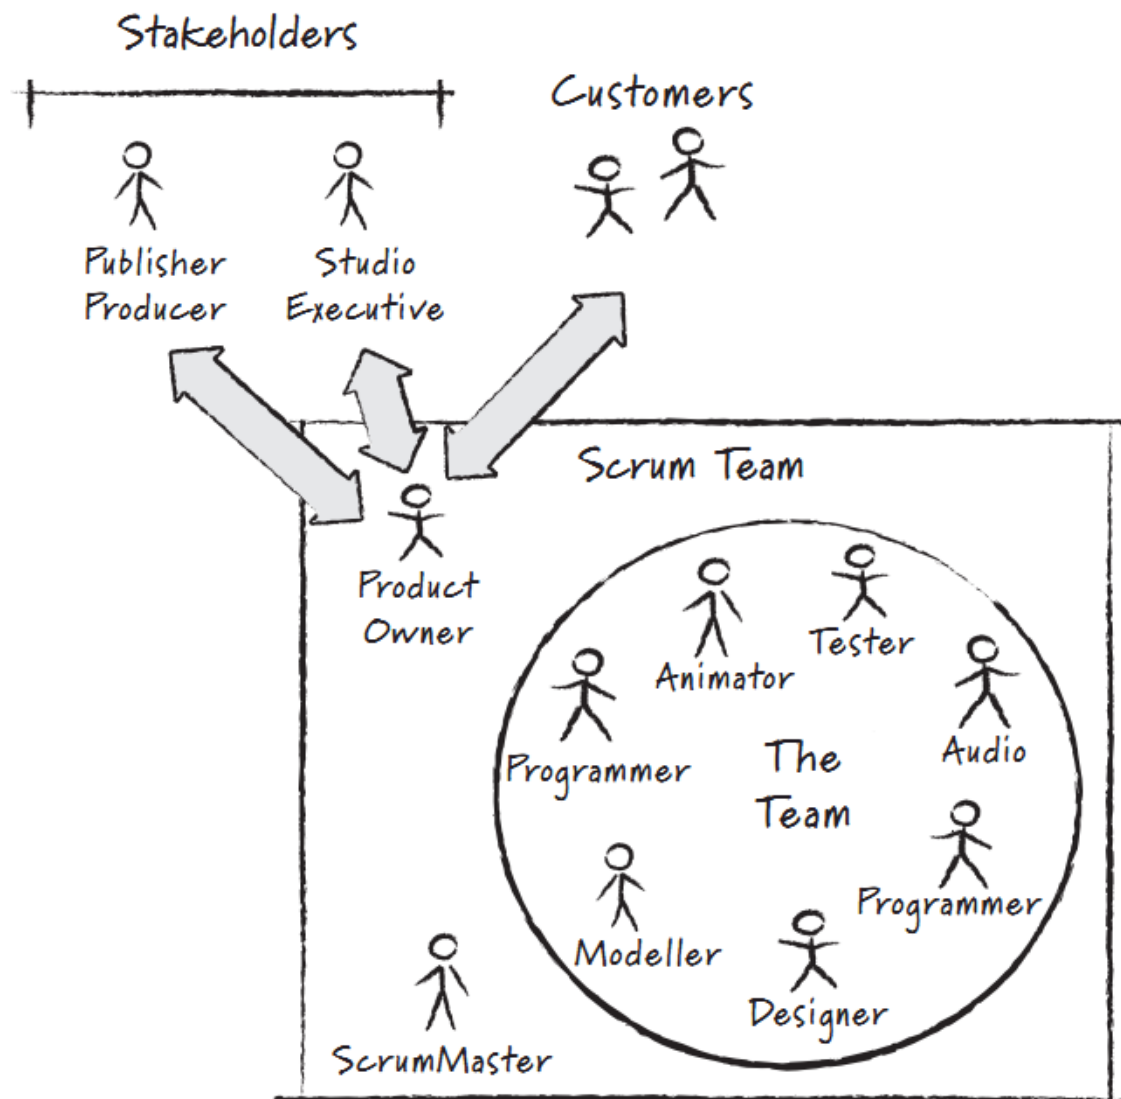 Stakeholders
Customers
Publisher
Producer
Studio
Executive
Scrum Team
Product
Owner
Animator
Tester
Programmer
Audio
The
Team
Programmer
Modeller
Designer
ScrumMaster